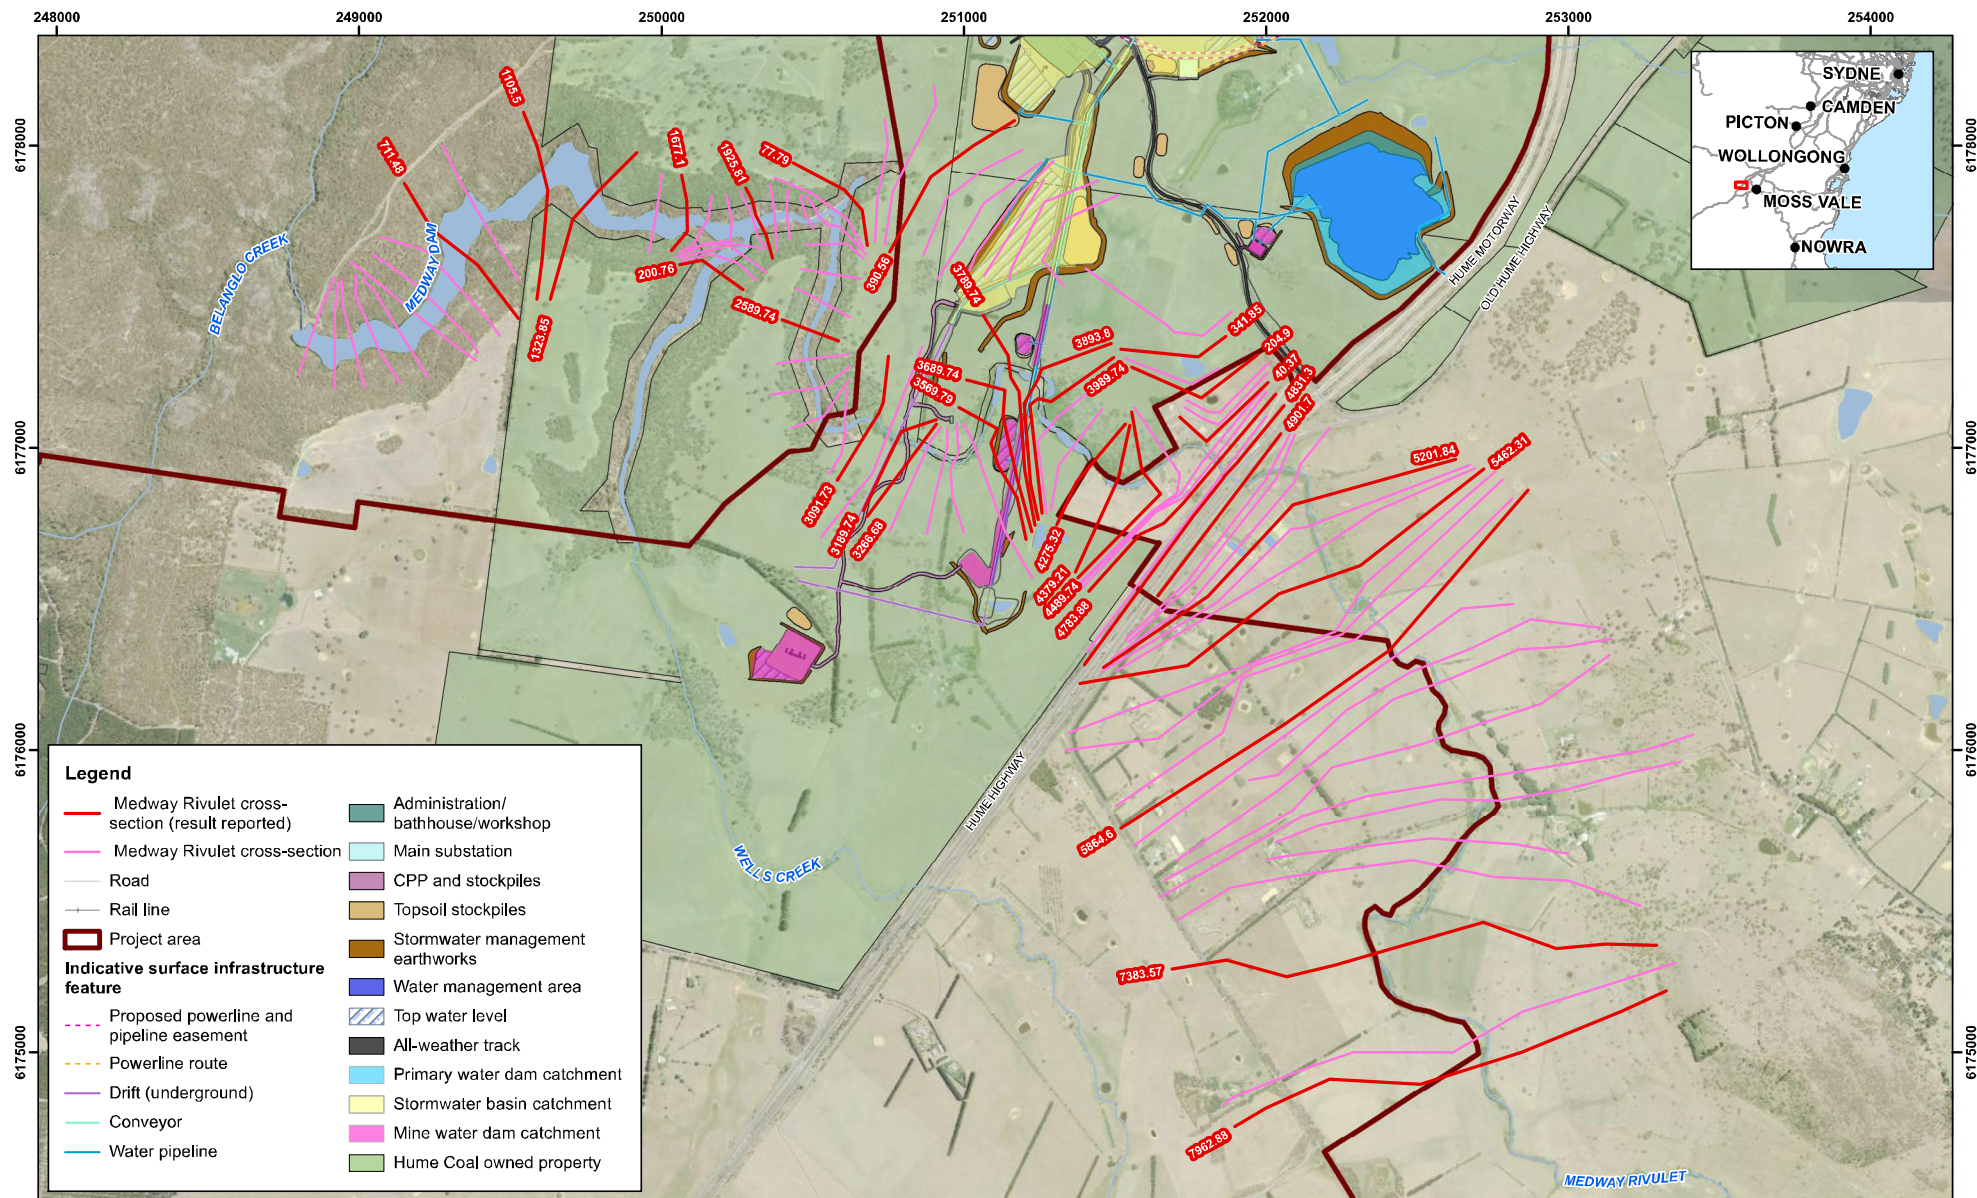 248000
249000
250000
251000
252000
253000
254000
6178000
6177000
6176000
6175000
6178000
6177000
6176000
6175000
SYDNE
CAMDEN
PICTON
WOLLONGONG
MOSS VALE
NOWRA
1105.5
711.48
1677.1
1925.81
77.79
BELANGLO CREEK
MEDWAY DAM
200.76
2589.74
390.56
3789.74
1323.85
HUME MOTORWAY
OLD HUME HIGHWAY
341.85
204.9
40.37
4831.3
4901.7
3893.8
3989.74
3689.74
3569.79
5201.84
5462.31
3091.73
3189.74
3266.68
4275.32
4379.21
4489.74
4783.88
HUME HIGHWAY
WELLS CREEK
5864.6
7383.57
7962.88
MEDWAY RIVULET
Legend
Medway Rivulet cross-
section (result reported)
Medway Rivulet cross-section
Road
Rail line
Project area
Indicative surface infrastructure
feature
Proposed powerline and
pipeline easement
Powerline route
Drift (underground)
Conveyor
Water pipeline
Administration/
bathhouse/workshop
Main substation
CPP and stockpiles
Topsoil stockpiles
Stormwater management
earthworks
Water management area
Top water level
All-weather track
Primary water dam catchment
Stormwater basin catchment
Mine water dam catchment
Hume Coal owned property